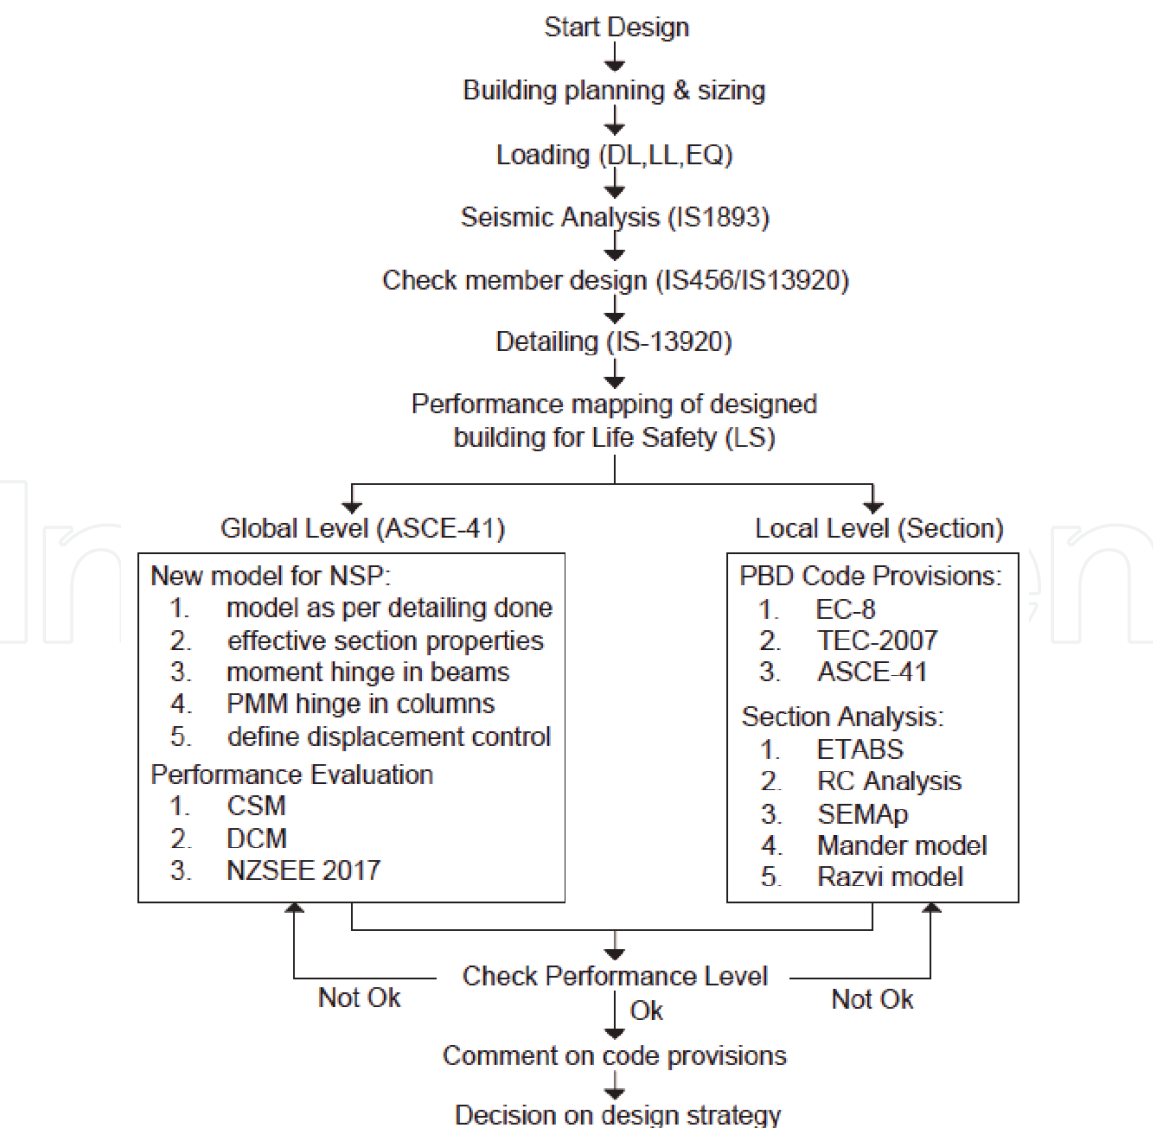 Start Design
Building planning & sizing
Loading (DL,LL,EQ)
Seismic Analysis (IS1893)
Check member design (IS456/IS13920)
Detailing (IS-13920)
Performance mapping of designed
building for Life Safety (LS)
Global Level (ASCE-41)
New model for NSP:
1. model as per detailing done
2. effective section properties
3. moment hinge in beams
4. PMM hinge in columns
5. define displacement control
Performance Evaluation
1. CSM
2. DCM
3. NZSEE 2017
Local Level (Section)
PBD Code Provisions:
1. EC-8
2. TEC-2007
3. ASCE-41
Section Analysis:
1. ETABS
2. RC Analysis
3. SEMAp
4. Mander model
5. Razvi model
Check Performance Level
Not Ok
Ok
Not Ok
Comment on code provisions
Decision on design strategy